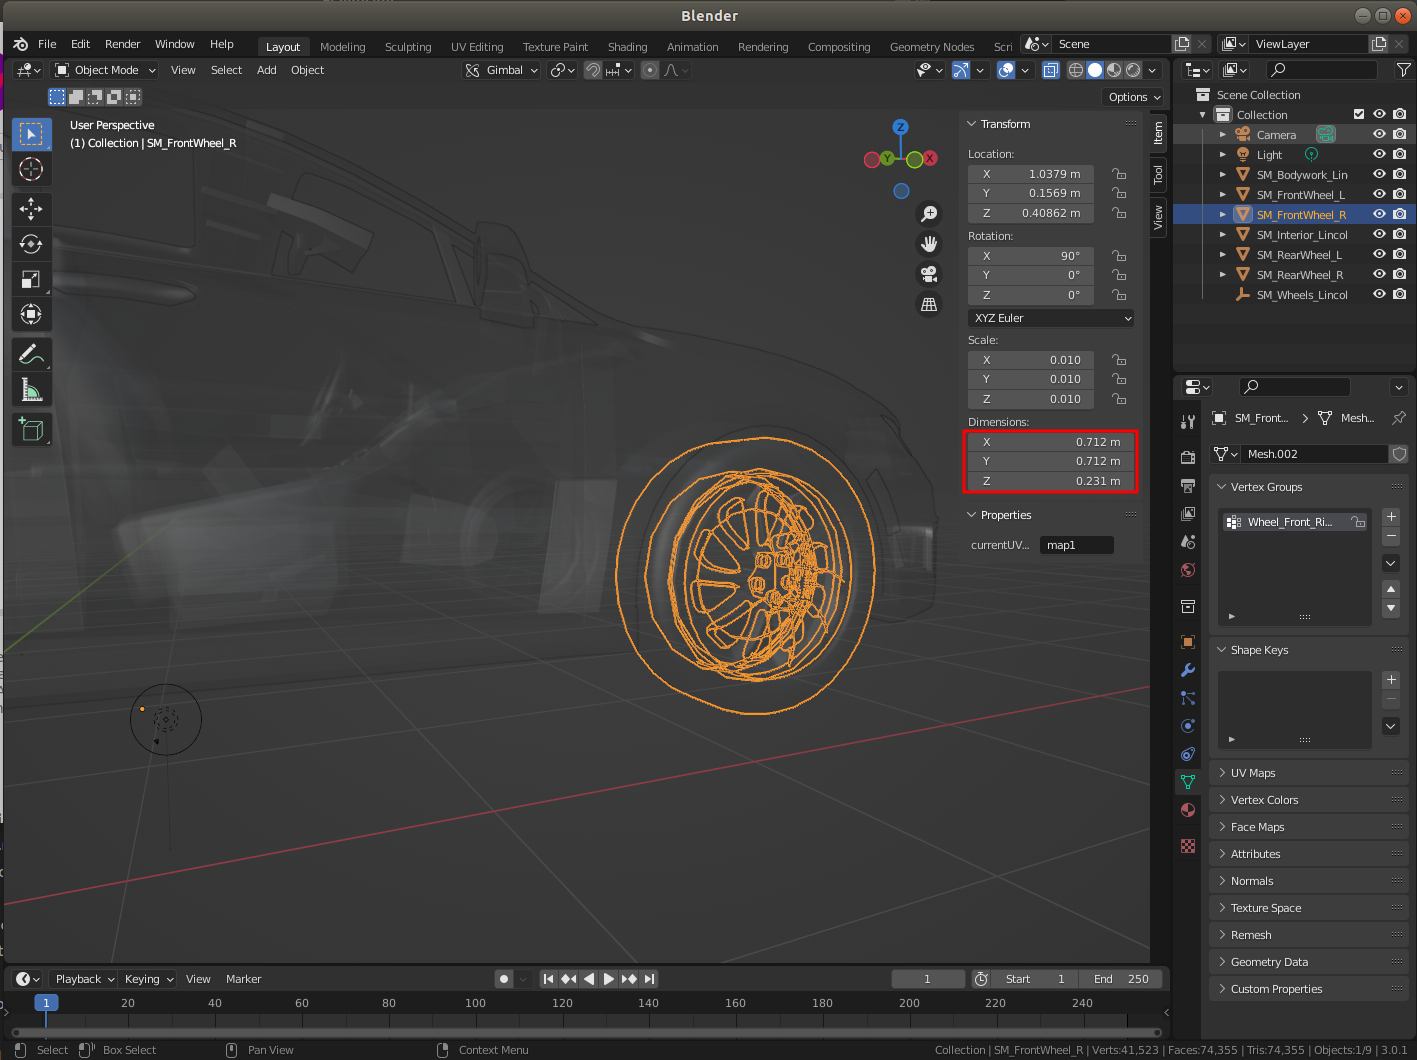 Blender
File Edit Render Window Help Layout Modeling Sculpting UV Editing Texture Paint Shading Animation Rendering Compositing Geometry Nodes Scri Scene ViewLayer
Object Mode View Select Add Object Gimbal
Options
User Perspective
(1) Collection | SM_FrontWheel_R
Z
Y
X
Transform
Location:
X 1.0379 m
Y 0.1569 m
Z 0.40862 m
Rotation:
X 90°
Y 0°
Z 0°
XYZ Euler
Scale:
X 0.010
Y 0.010
Z 0.010
Dimensions:
X 0.712 m
Y 0.712 m
Z 0.231 m
Properties
currentUV... map1
Item
Tool
View
Scene Collection
Collection
Camera
Light
SM_Bodywork_Lin
SM_FrontWheel_L
SM_FrontWheel_R
SM_Interior_Lincol
SM_RearWheel_L
SM_RearWheel_R
SM_Wheels_Lincol
SM_Front... Mesh...
Mesh.002
Vertex Groups
Wheel_Front_Ri...
Shape Keys
UV Maps
Vertex Colors
Face Maps
Attributes
Normals
Texture Space
Remesh
Geometry Data
Custom Properties
Playback Keying View Marker 1 Start 1 End 250
1 20 40 60 80 100 120 140 160 180 200 220 240
Select Box Select Pan View Context Menu Collection | SM_FrontWheel_R | Verts:41,523 | Faces:74,355 | Tris:74,355 | Objects:1/9 | 3.0.1